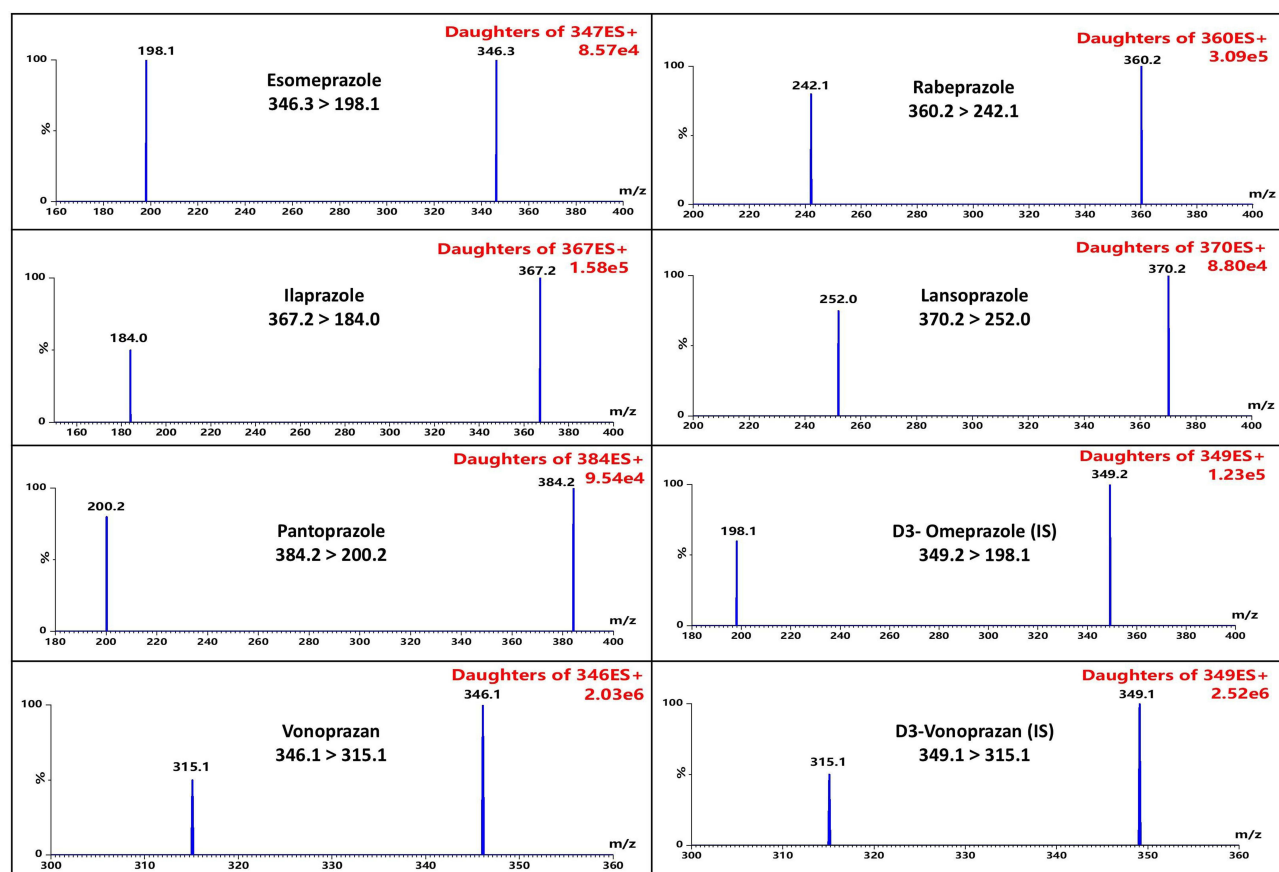 Daughters of 347ES+
8.57e4
100
198.1
346.3
Esomeprazole
346.3 > 198.1
%
0
m/z
160 180 200 220 240 260 280 300 320 340 360 380 400
Daughters of 360ES+
3.09e5
100
242.1
360.2
Rabeprazole
360.2 > 242.1
%
0
m/z
200 220 240 260 280 300 320 340 360 380 400
Daughters of 367ES+
1.58e5
100
367.2
Ilaprazole
367.2 > 184.0
184.0
%
0
m/z
160 180 200 220 240 260 280 300 320 340 360 380 400
Daughters of 370ES+
8.80e4
100
370.2
252.0
Lansoprazole
370.2 > 252.0
%
0
m/z
200 220 240 260 280 300 320 340 360 380 400
Daughters of 384ES+
9.54e4
100
384.2
200.2
Pantoprazole
384.2 > 200.2
%
0
m/z
180 200 220 240 260 280 300 320 340 360 380 400
Daughters of 349ES+
1.23e5
100
349.2
198.1
D3- Omeprazole (IS)
349.2 > 198.1
%
0
m/z
180 200 220 240 260 280 300 320 340 360 380 400
Daughters of 346ES+
2.03e6
100
346.1
Vonoprazan
346.1 > 315.1
315.1
%
0
m/z
300 310 320 330 340 350 360
Daughters of 349ES+
2.52e6
100
349.1
D3-Vonoprazan (IS)
349.1 > 315.1
315.1
%
0
m/z
300 310 320 330 340 350 360